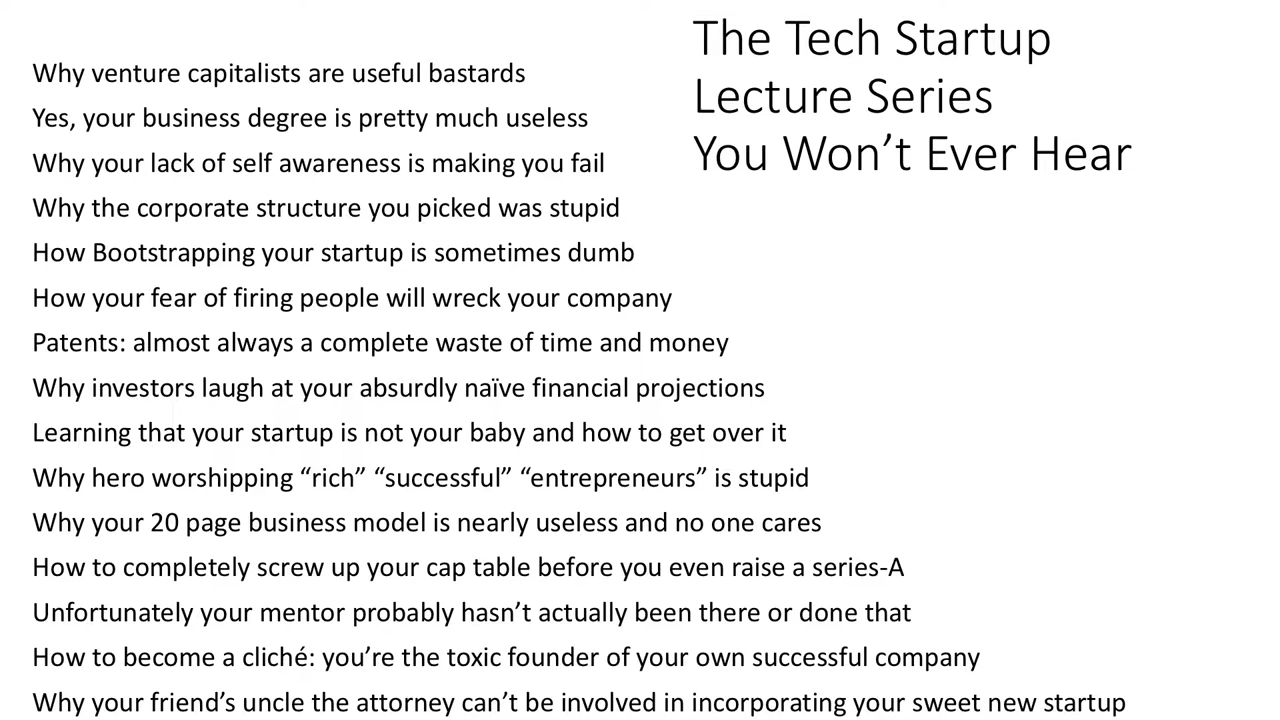 The Tech Startup
Lecture Series
You Won’t Ever Hear
Why venture capitalists are useful bastards
Yes, your business degree is pretty much useless
Why your lack of self awareness is making you fail
Why the corporate structure you picked was stupid
How Bootstrapping your startup is sometimes dumb
How your fear of firing people will wreck your company
Patents: almost always a complete waste of time and money
Why investors laugh at your absurdly naïve financial projections
Learning that your startup is not your baby and how to get over it
Why hero worshipping “rich” “successful” “entrepreneurs” is stupid
Why your 20 page business model is nearly useless and no one cares
How to completely screw up your cap table before you even raise a series-A
Unfortunately your mentor probably hasn’t actually been there or done that
How to become a cliché: you’re the toxic founder of your own successful company
Why your friend’s uncle the attorney can’t be involved in incorporating your sweet new startup